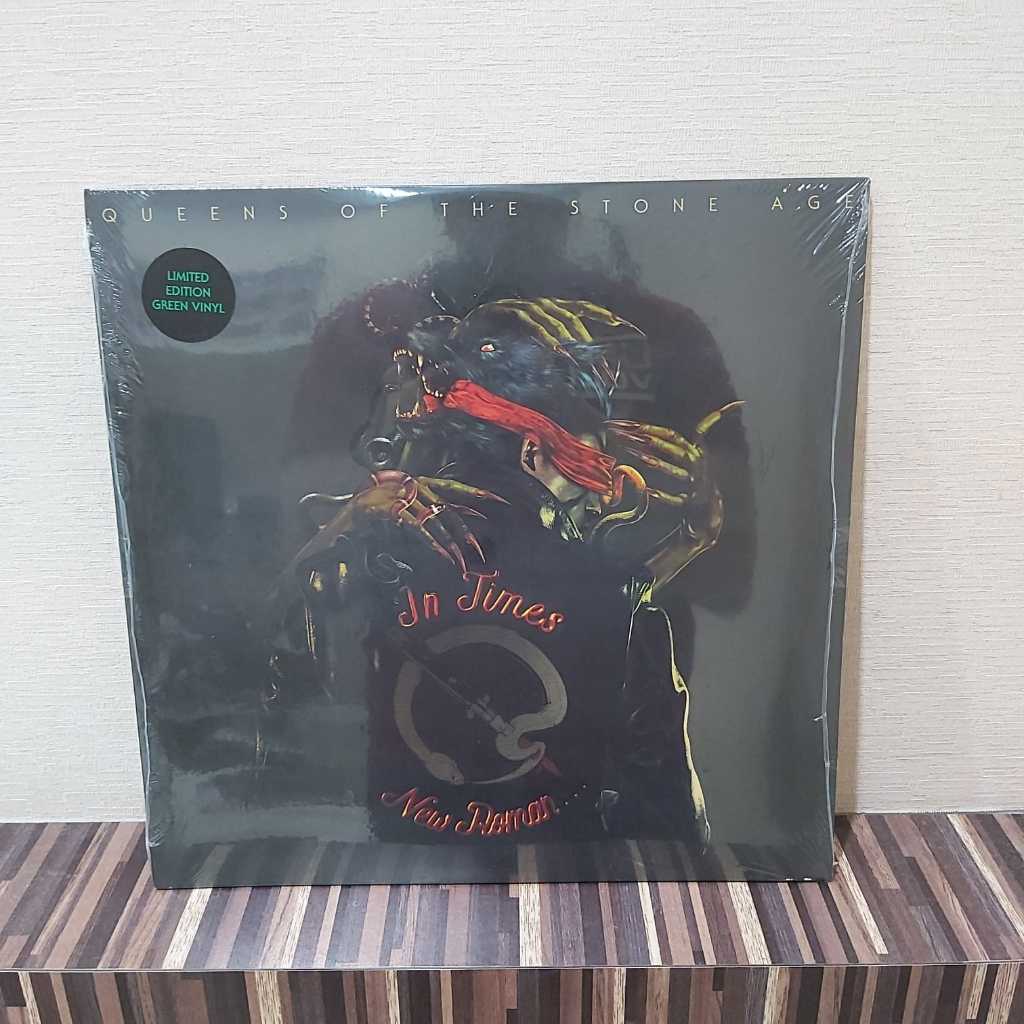 QUEENS OF THE STONE AGE
LIMITED
EDITION
GREEN VINYL
In Times
New Roman....